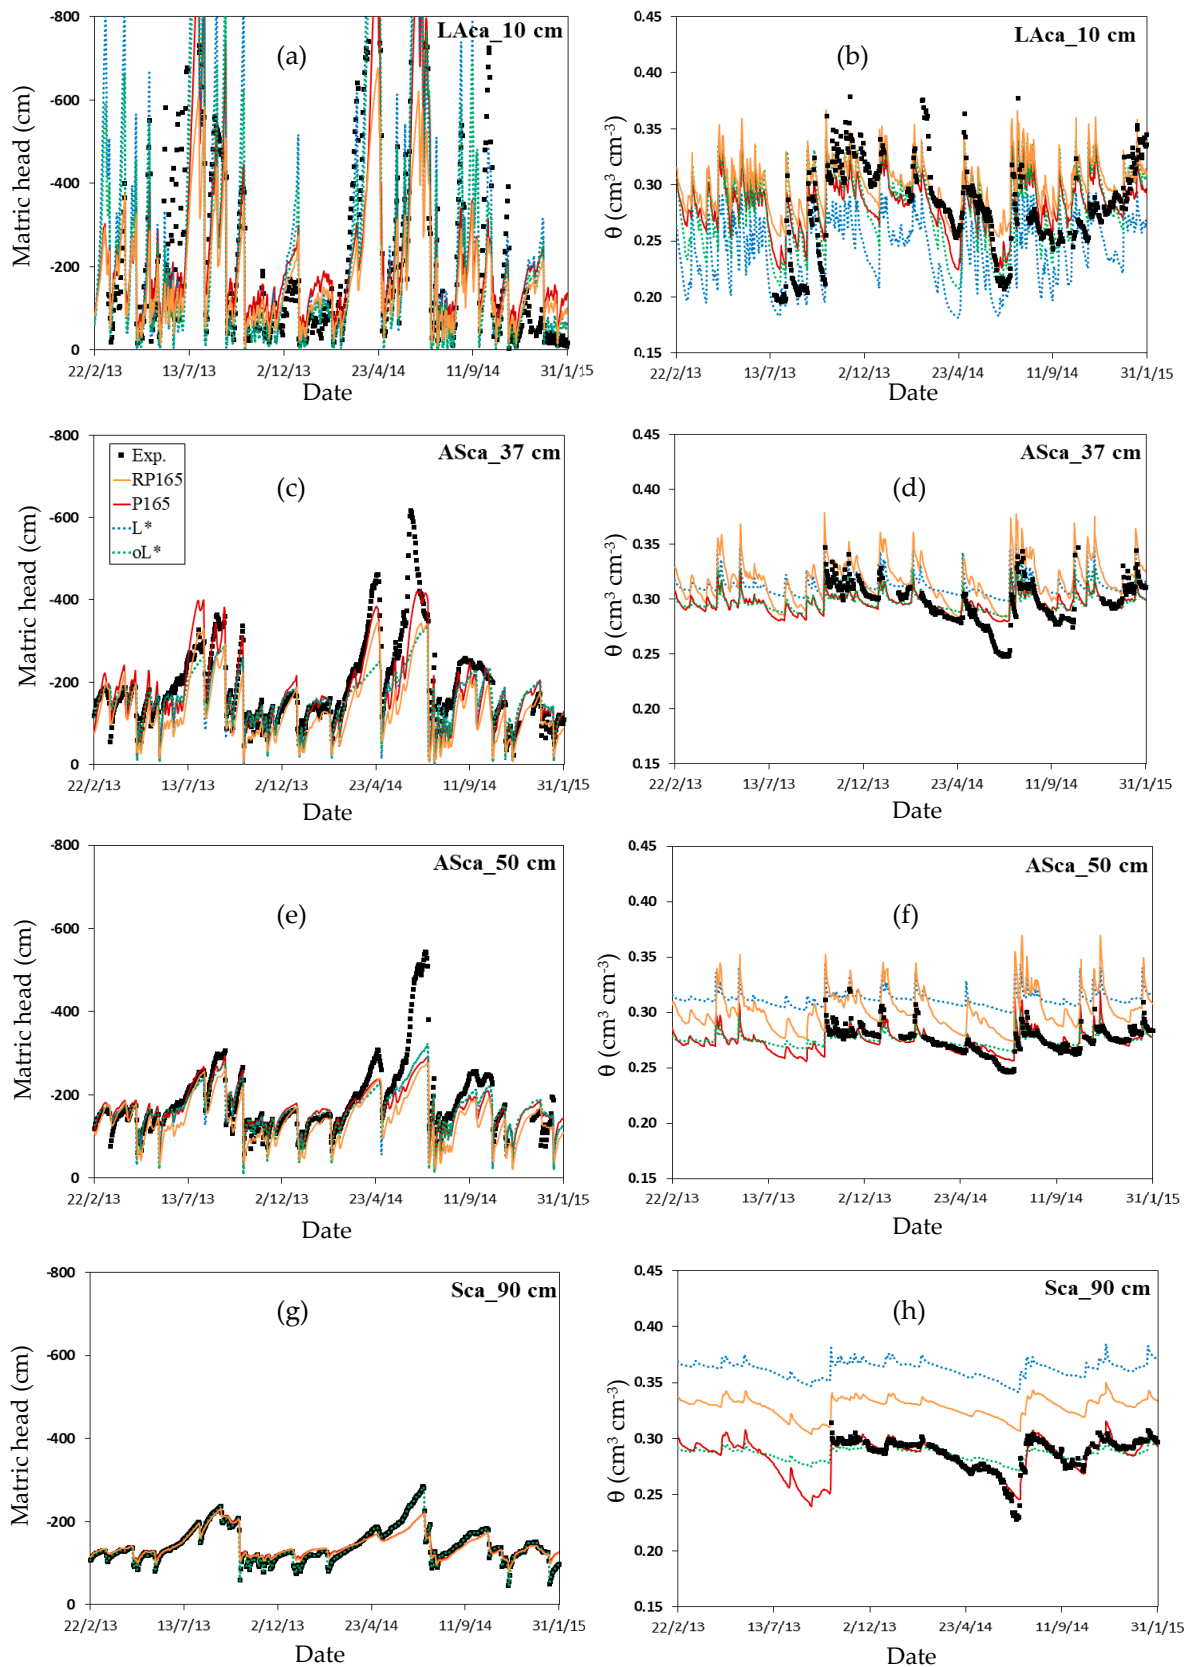 LAca_10 cm
(a)
Matric head (cm)
-800
-600
-400
-200
0
22/2/13 13/7/13 2/12/13 23/4/14 11/9/14 31/1/15
Date
LAca_10 cm
(b)
θ (cm³ cm⁻³)
0.45
0.40
0.35
0.30
0.25
0.20
0.15
22/2/13 13/7/13 2/12/13 23/4/14 11/9/14 31/1/15
Date
ASca_37 cm
(c)
Exp.
RP165
P165
L*
oL*
Matric head (cm)
-800
-600
-400
-200
0
22/2/13 13/7/13 2/12/13 23/4/14 11/9/14 31/1/15
Date
ASca_37 cm
(d)
θ (cm³ cm⁻³)
0.45
0.40
0.35
0.30
0.25
0.20
0.15
22/2/13 13/7/13 2/12/13 23/4/14 11/9/14 31/1/15
Date
ASca_50 cm
(e)
Matric head (cm)
-800
-600
-400
-200
0
22/2/13 13/7/13 2/12/13 23/4/14 11/9/14 31/1/15
Date
ASca_50 cm
(f)
θ (cm³ cm⁻³)
0.45
0.40
0.35
0.30
0.25
0.20
0.15
22/2/13 13/7/13 2/12/13 23/4/14 11/9/14 31/1/15
Date
Sca_90 cm
(g)
Matric head (cm)
-800
-600
-400
-200
0
22/2/13 13/7/13 2/12/13 23/4/14 11/9/14 31/1/15
Date
Sca_90 cm
(h)
θ (cm³ cm⁻³)
0.45
0.40
0.35
0.30
0.25
0.20
0.15
22/2/13 13/7/13 2/12/13 23/4/14 11/9/14 31/1/15
Date